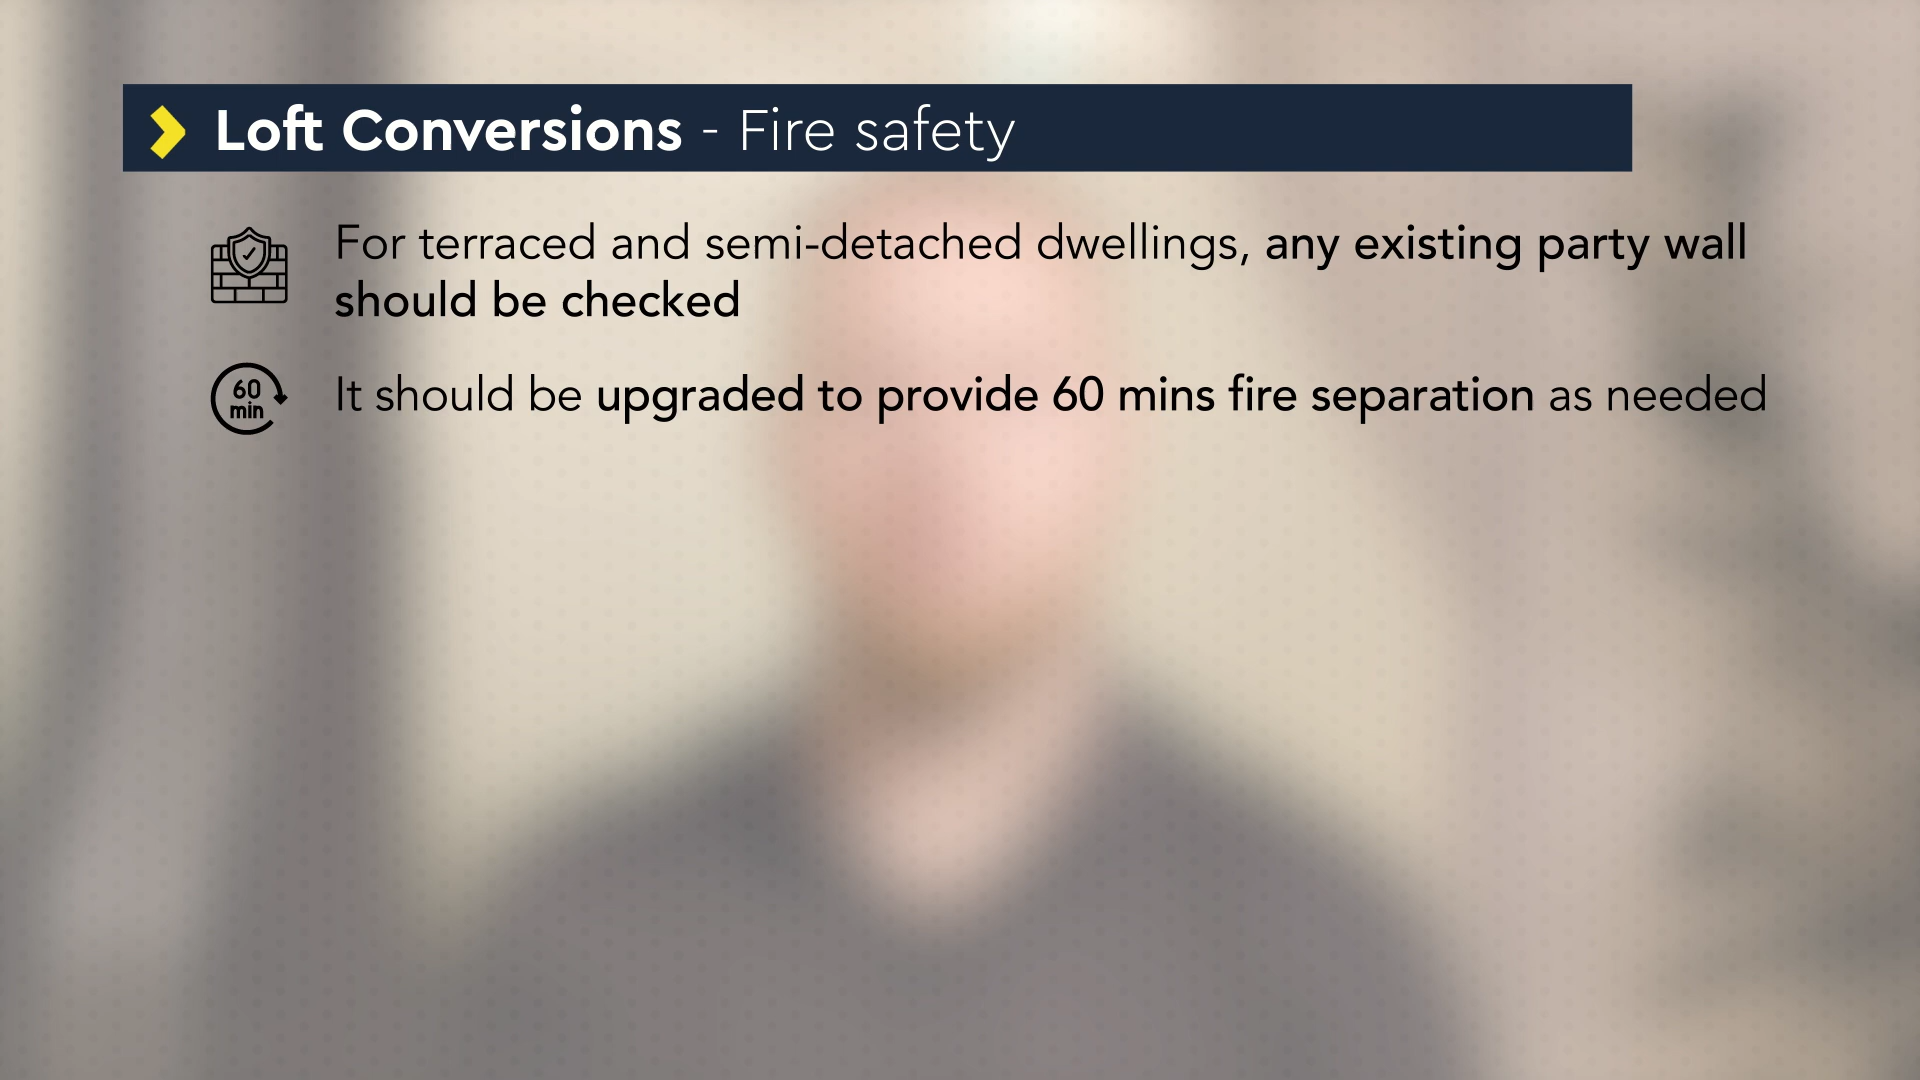 Loft Conversions - Fire safety
For terraced and semi-detached dwellings, any existing party wall
should be checked
60
min
It should be upgraded to provide 60 mins fire separation as needed